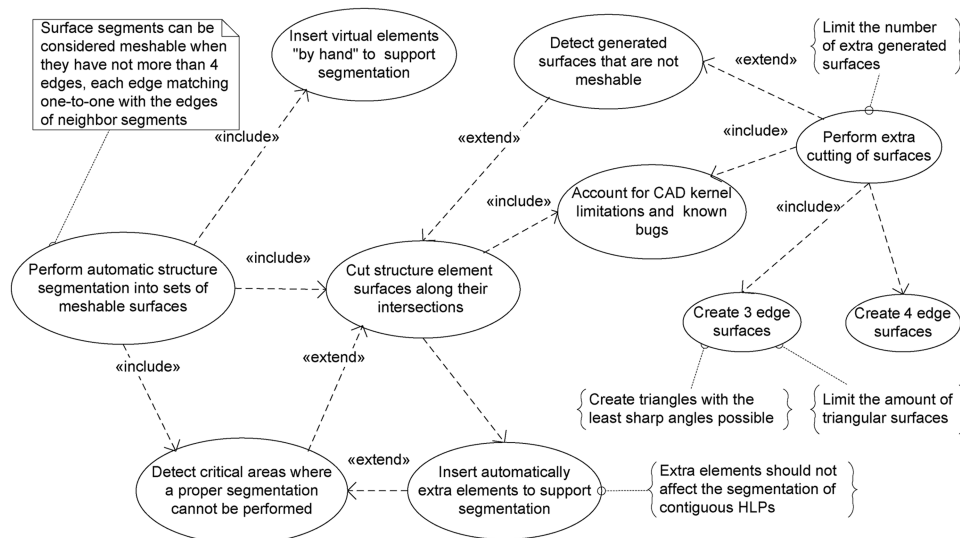 Surface segments can be
considered meshable when
they have not more than 4
edges, each edge matching
one-to-one with the edges
of neighbor segments
Insert virtual elements
"by hand" to support
segmentation
Detect generated
surfaces that are not
meshable
Limit the number
of extra generated
surfaces
«extend»
«include»
«extend»
«include»
Perform extra
cutting of surfaces
Account for CAD kernel
limitations and known
bugs
«include»
«include»
Perform automatic structure
segmentation into sets of
meshable surfaces
«include»
Cut structure element
surfaces along their
intersections
Create 3 edge
surfaces
Create 4 edge
surfaces
«include»
«extend»
Create triangles with the
least sharp angles possible
Limit the amount of
triangular surfaces
Detect critical areas where
a proper segmentation
cannot be performed
«extend»
Insert automatically
extra elements to support
segmentation
Extra elements should not
affect the segmentation of
contiguous HLPs